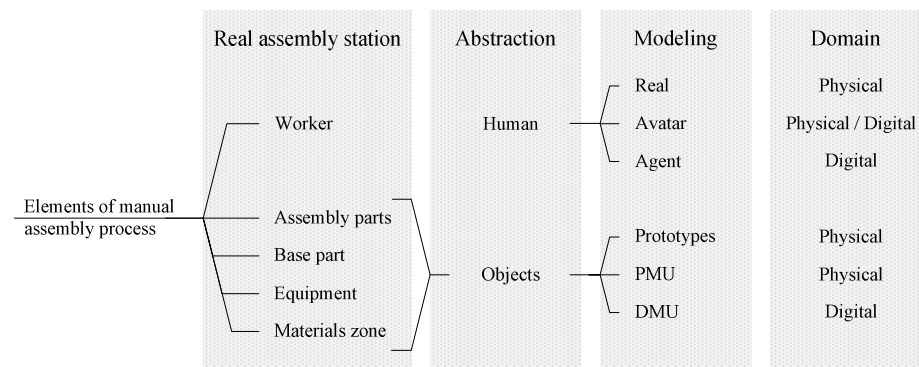 Real assembly station
Abstraction
Modeling
Domain
Elements of manual
assembly process
Worker
Assembly parts
Base part
Equipment
Materials zone
Human
Objects
Real
Avatar
Agent
Prototypes
PMU
DMU
Physical
Physical / Digital
Digital
Physical
Physical
Digital